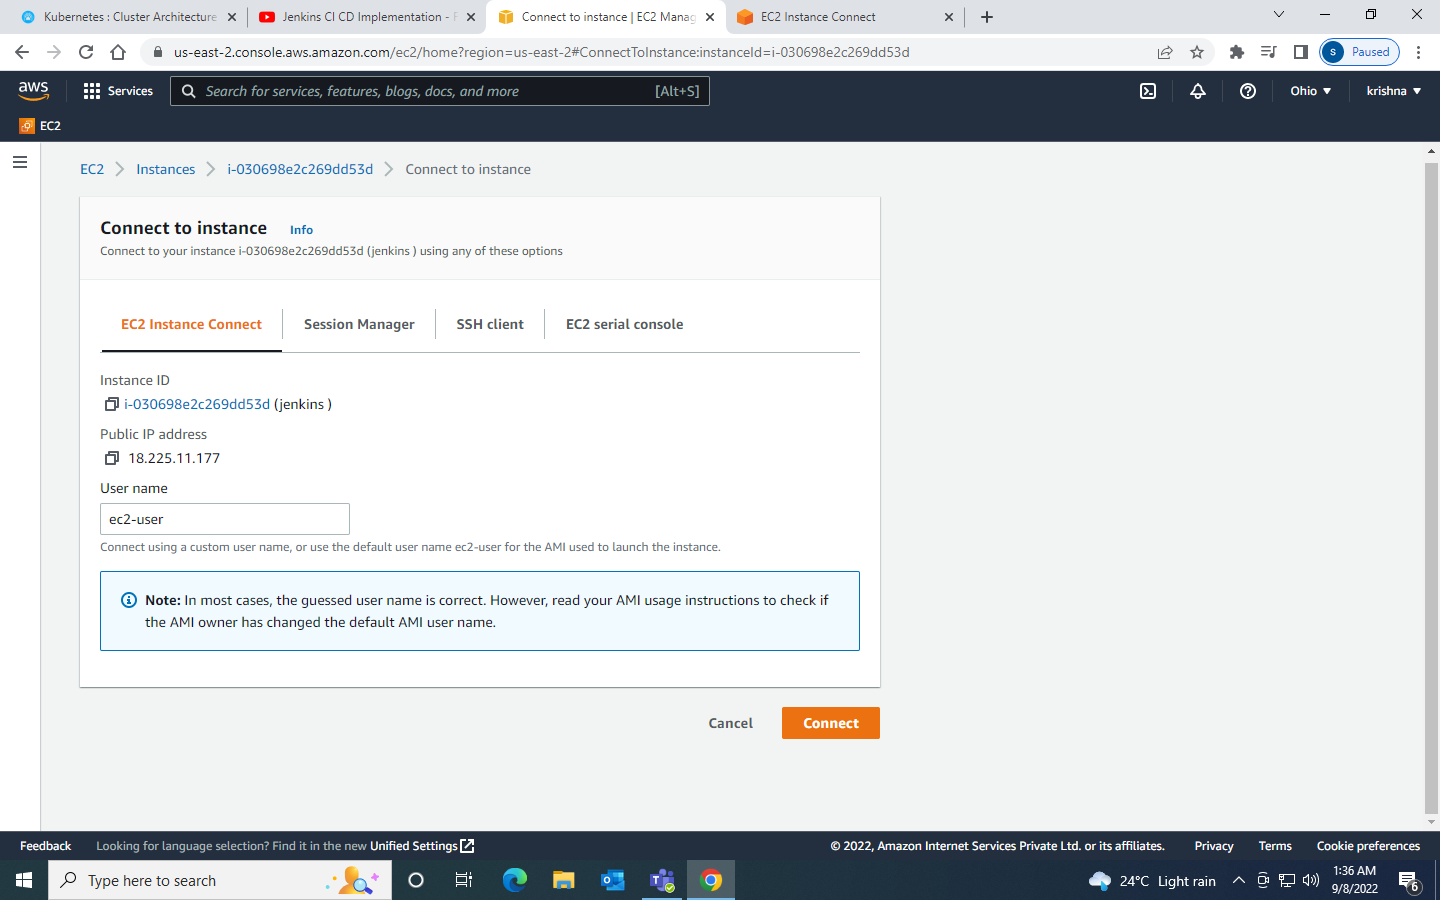 Kubernetes : Cluster Architecture
Jenkins CI CD Implementation -
Connect to instance | EC2 Manag
EC2 Instance Connect
us-east-2.console.aws.amazon.com/ec2/home?region=us-east-2#ConnectToInstance:instanceId=i-030698e2c269dd53d
s Paused
aws
Services
Search for services, features, blogs, docs, and more [Alt+S]
Ohio
krishna
EC2
EC2 Instances i-030698e2c269dd53d Connect to instance
Connect to instance Info
Connect to your instance i-030698e2c269dd53d (jenkins ) using any of these options
EC2 Instance Connect
Session Manager
SSH client
EC2 serial console
Instance ID
i-030698e2c269dd53d (jenkins )
Public IP address
18.225.11.177
User name
ec2-user
Connect using a custom user name, or use the default user name ec2-user for the AMI used to launch the instance.
Note: In most cases, the guessed user name is correct. However, read your AMI usage instructions to check if
the AMI owner has changed the default AMI user name.
Cancel
Connect
Feedback
Looking for language selection? Find it in the new Unified Settings
© 2022, Amazon Internet Services Private Ltd. or its affiliates.
Privacy
Terms
Cookie preferences
Type here to search
24°C Light rain
1:36 AM
9/8/2022
6